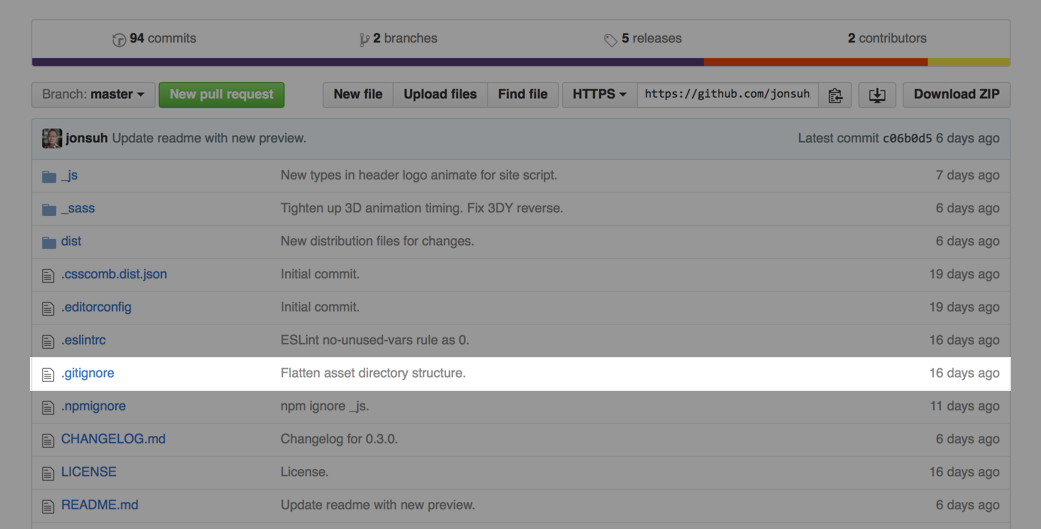 94 commits 2 branches 5 releases 2 contributors
Branch: master New pull request New file Upload files Find file HTTPS https://github.com/jonsuh Download ZIP
jonsuh Update readme with new preview. Latest commit c06b0d5 6 days ago
_js New types in header logo animate for site script. 7 days ago
_sass Tighten up 3D animation timing. Fix 3DY reverse. 6 days ago
dist New distribution files for changes. 6 days ago
.csscomb.dist.json Initial commit. 19 days ago
.editorconfig Initial commit. 19 days ago
.eslintrc ESLint no-unused-vars rule as 0. 16 days ago
.gitignore Flatten asset directory structure. 16 days ago
.npmignore npm ignore _js. 11 days ago
CHANGELOG.md Changelog for 0.3.0. 6 days ago
LICENSE License. 16 days ago
README.md Update readme with new preview. 6 days ago